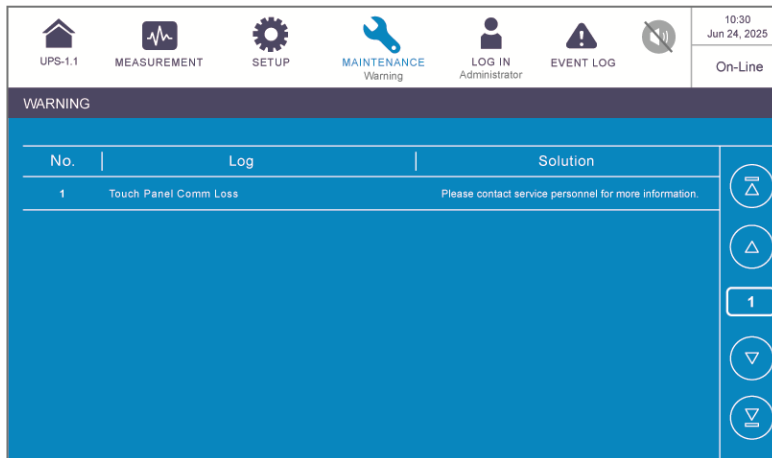 10:30
Jun 24, 2025
UPS-1.1 MEASUREMENT SETUP MAINTENANCE LOG IN EVENT LOG
Warning Administrator
On-Line
WARNING
No. Log Solution
1 Touch Panel Comm Loss Please contact service personnel for more information.
1